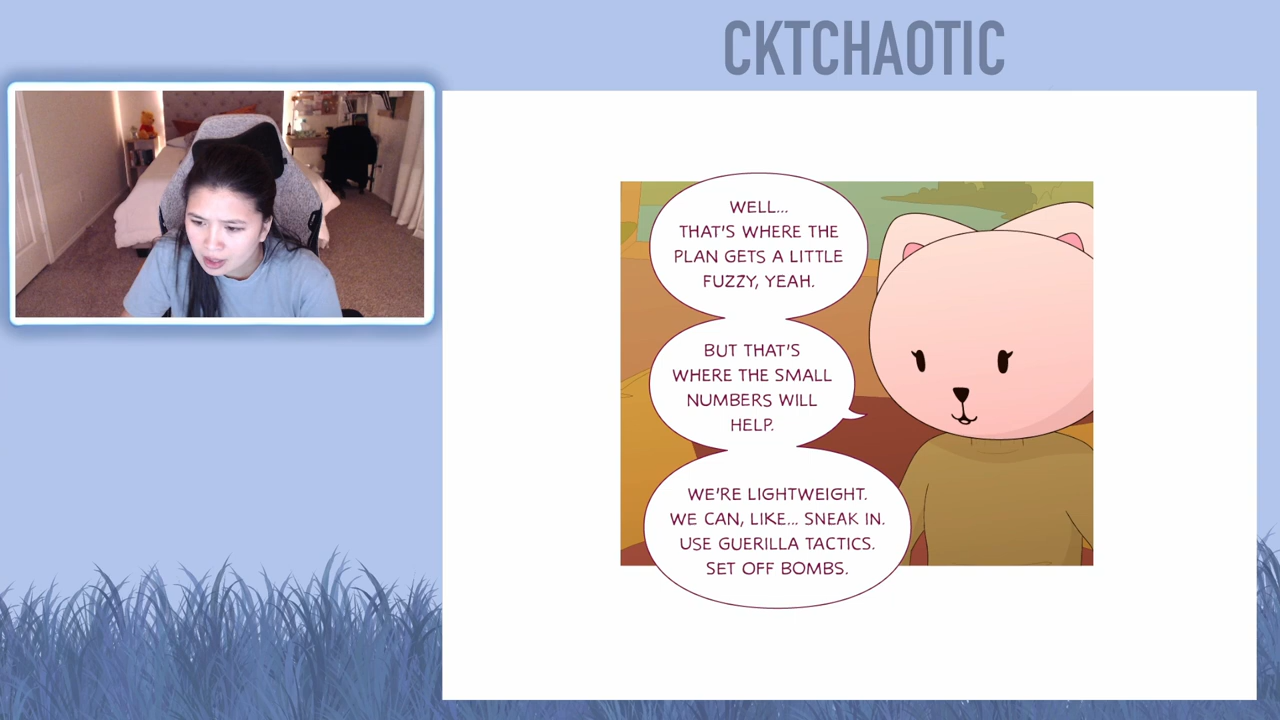 CKTCHAOTIC
WELL...
THAT'S WHERE THE
PLAN GETS A LITTLE
FUZZY, YEAH.
BUT THAT'S
WHERE THE SMALL
NUMBERS WILL
HELP.
WE'RE LIGHTWEIGHT.
WE CAN, LIKE... SNEAK IN.
USE GUERILLA TACTICS.
SET OFF BOMBS.